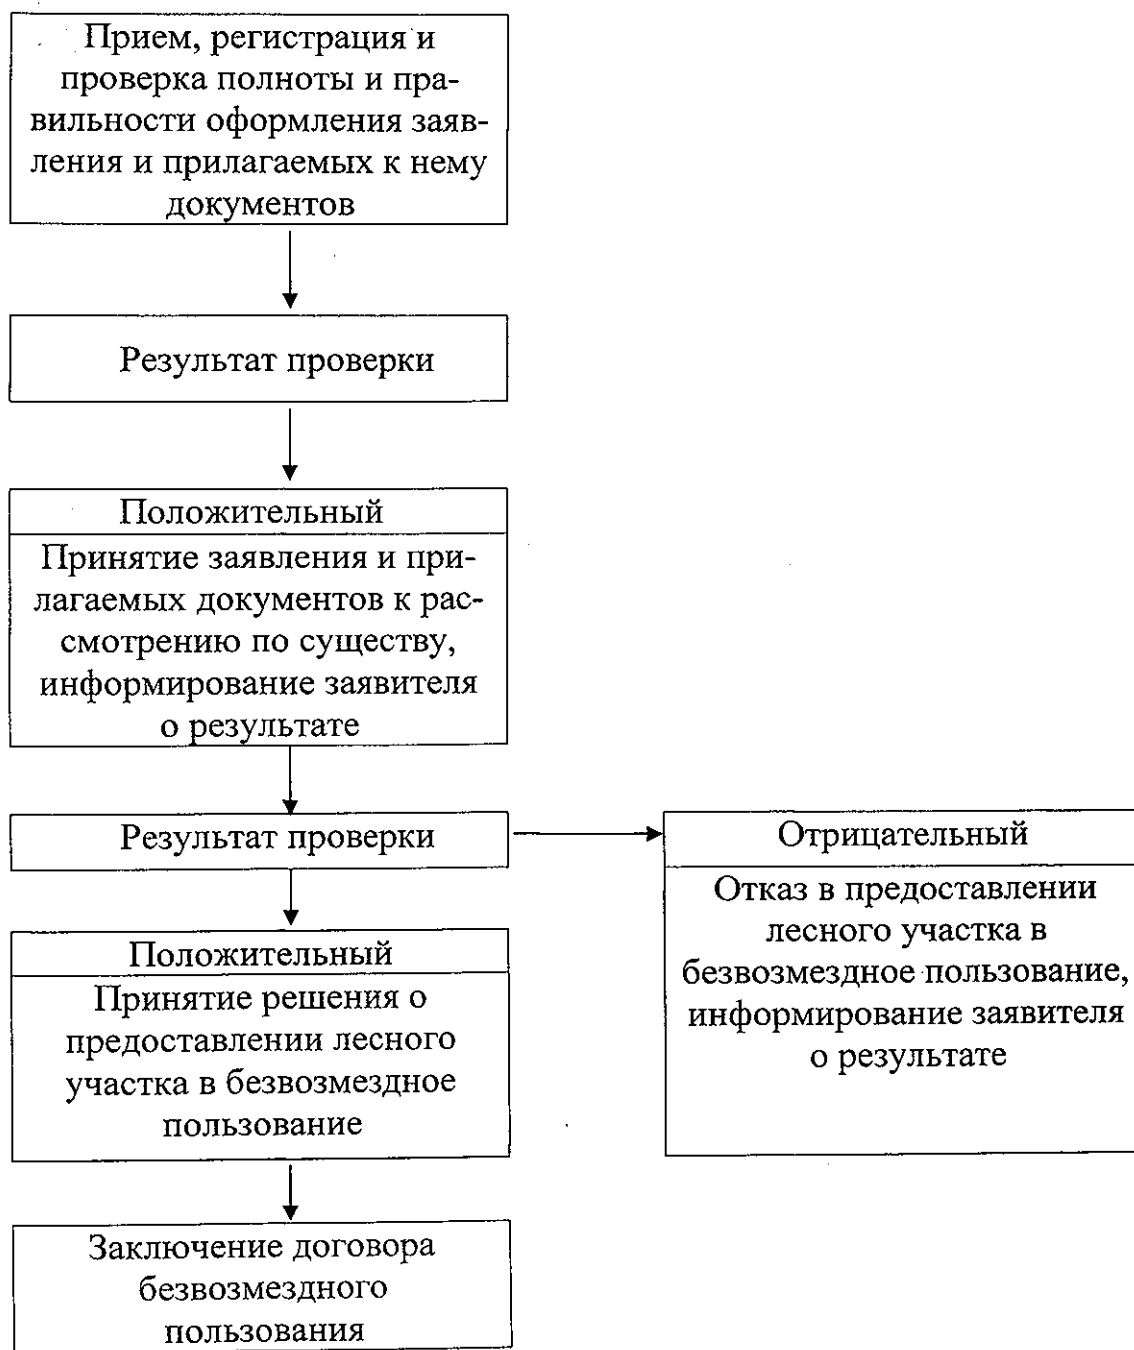 Прием, регистрация и
проверка полноты и пра-
вильности оформления заяв-
ления и прилагаемых к нему
документов
Результат проверки
Положительный
Принятие заявления и при-
лагаемых документов к рас-
смотрению по существу,
информирование заявителя
о результате
Результат проверки
Отрицательный
Отказ в предоставлении
лесного участка в
безвозмездное пользование,
информирование заявителя
о результате
Положительный
Принятие решения о
предоставлении лесного
участка в безвозмездное
пользование
Заключение договора
безвозмездного
пользования